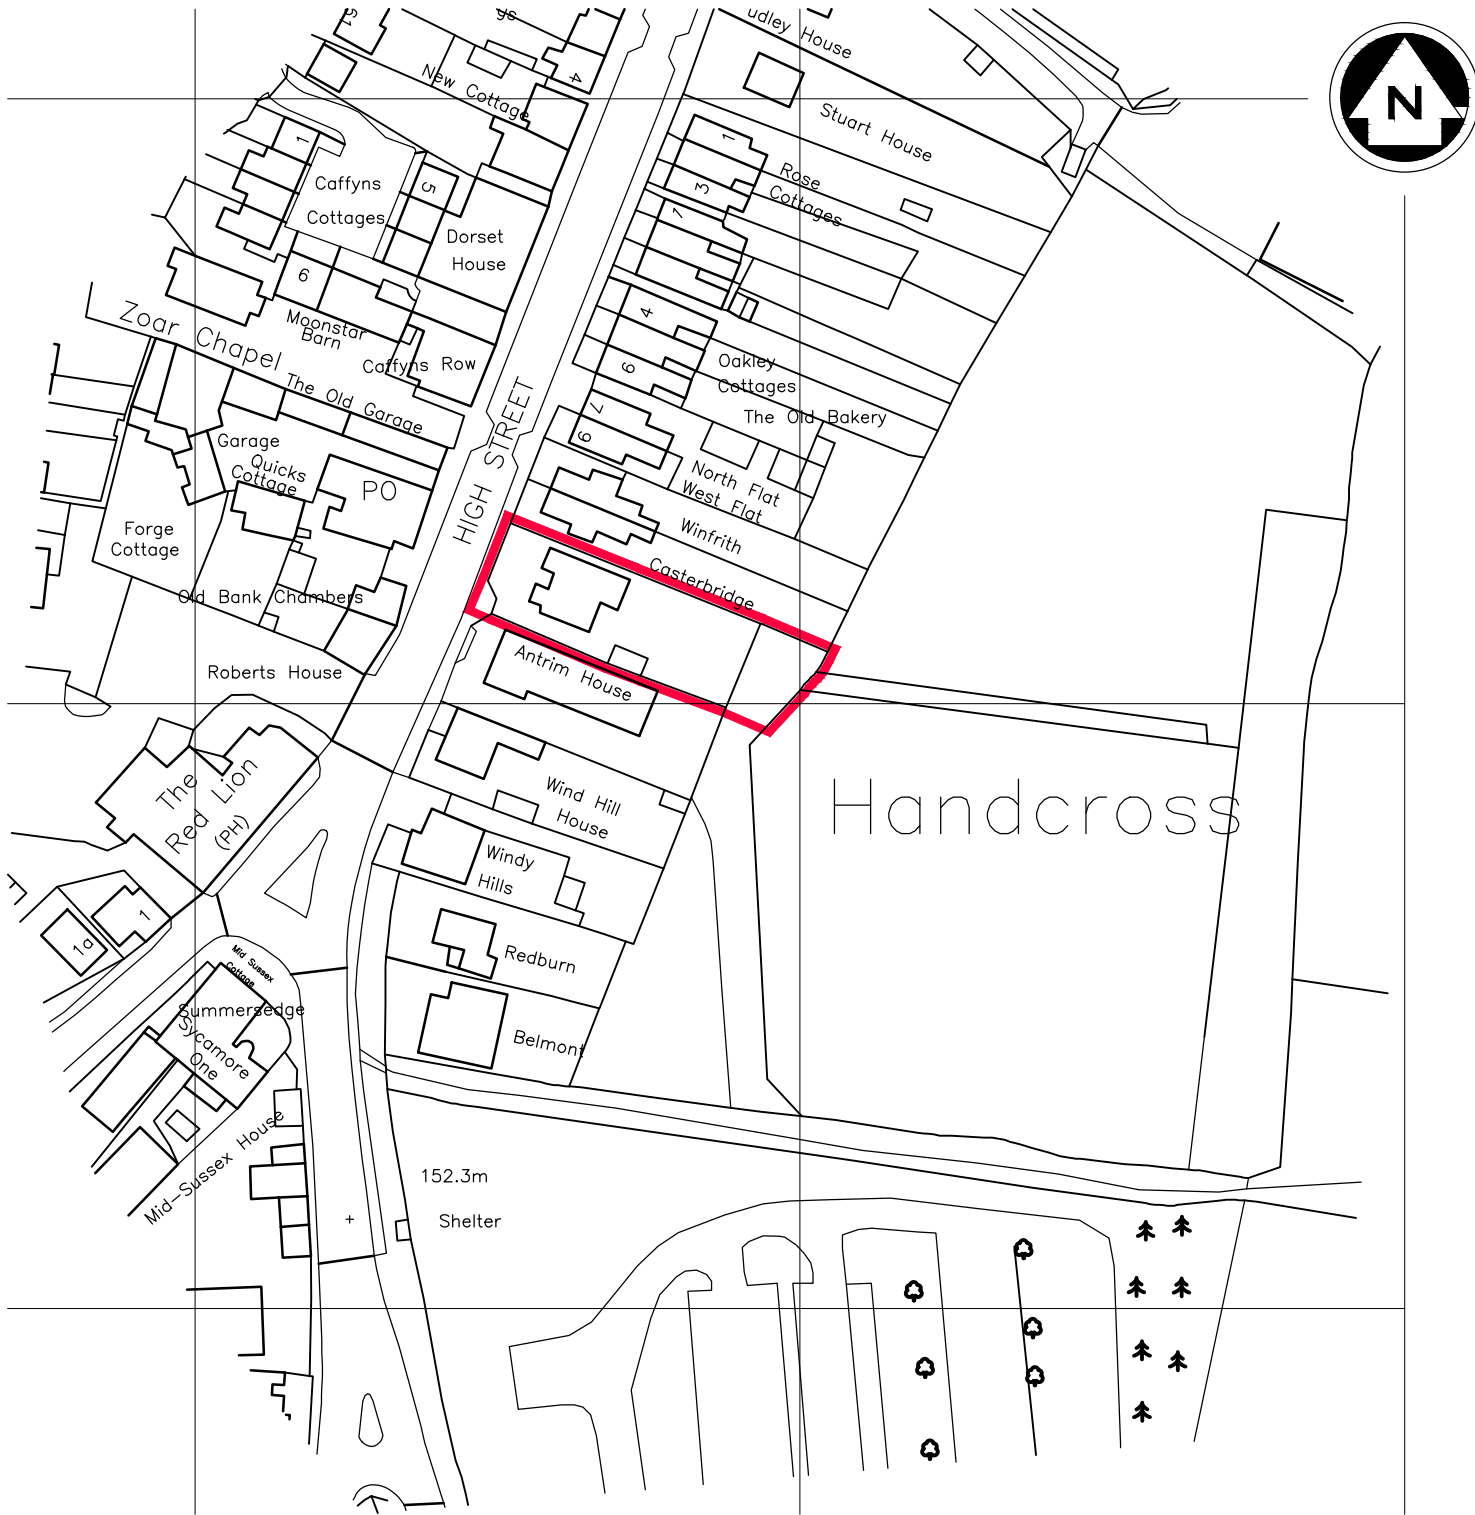 udley House
4
New Cottage
N
Stuart House
1
Rose
Cottages
3
7
1
Caffyns
Cottages
5
Dorset
House
6
Moonstar
Barn
Zoar Chapel
Caffyns Row
The Old Garage
4
6
Oakley
Cottages
The Old Bakery
7
9
HIGH STREET
Garage
Quicks
Cottage
PO
North Flat
West Flat
Winfrith
Forge
Cottage
Casterbridge
Old Bank Chambers
Antrim House
Roberts House
The
Red Lion
(PH)
Wind Hill
House
Handcross
Windy
Hills
1
1a
Redburn
Mid Sussex
Cottage
Summersedge
Sycamore
One
Belmont
Mid-Sussex House
152.3m
Shelter